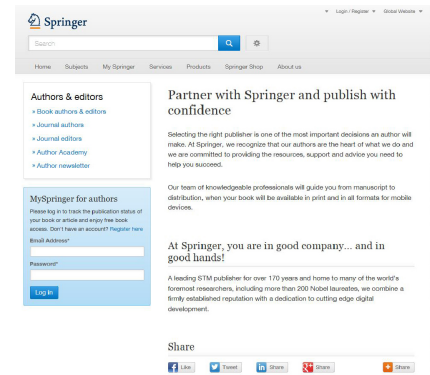 Login / Register Global Website
Springer
Search
Home Subjects My Springer Services Products Springer Shop About us
Authors & editors
» Book authors & editors
» Journal authors
» Journal editors
» Author Academy
» Author newsletter
MySpringer for authors
Please log in to track the publication status of
your book or article and enjoy free book
access. Don't have an account? Register here
Email Address*
Password*
Log In
Partner with Springer and publish with
confidence
Selecting the right publisher is one of the most important decisions an author will
make. At Springer, we recognize that our authors are the heart of what we do and
we are committed to providing the resources, support and advice you need to
help you succeed.
Our team of knowledgeable professionals will guide you from manuscript to
distribution, when your book will be available in print and in all formats for mobile
devices.
At Springer, you are in good company... and in
good hands!
A leading STM publisher for over 170 years and home to many of the world's
foremost researchers, including more than 200 Nobel laureates, we combine a
firmly established reputation with a dedication to cutting edge digital
development.
Share
Like Tweet Share Share Share